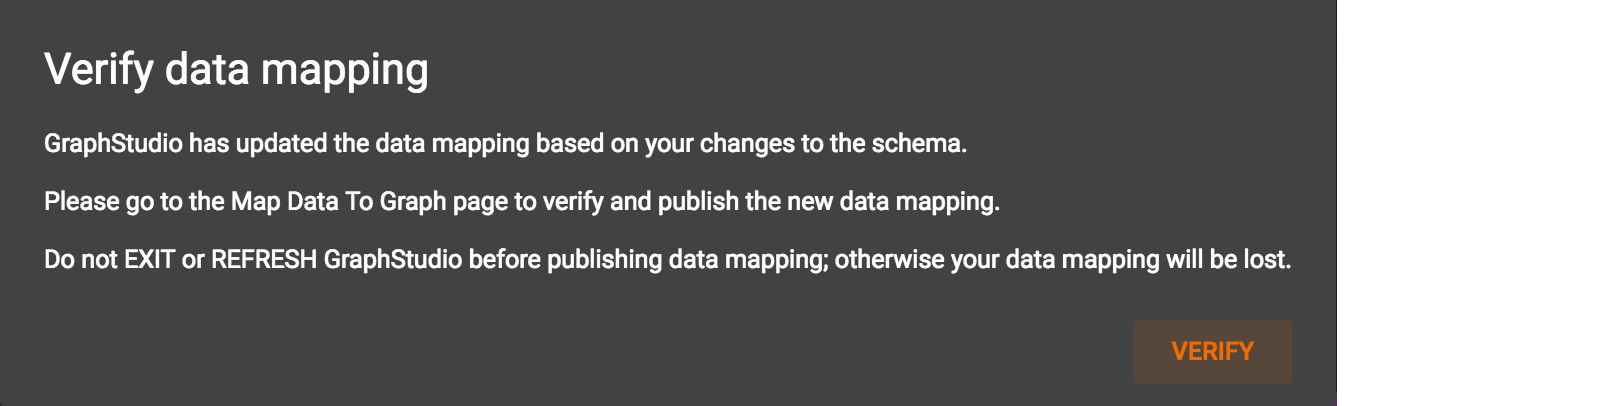 Verify data mapping
GraphStudio has updated the data mapping based on your changes to the schema.
Please go to the Map Data To Graph page to verify and publish the new data mapping.
Do not EXIT or REFRESH GraphStudio before publishing data mapping; otherwise your data mapping will be lost.
VERIFY